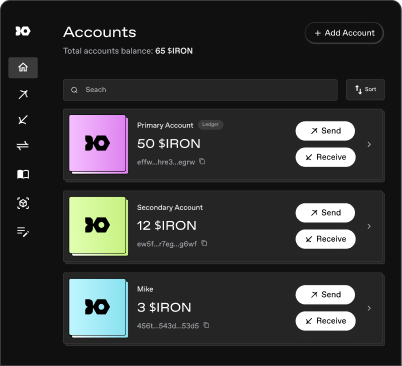 Accounts
+ Add Account
Total accounts balance: 65 $IRON
Seach
Sort
Primary Account Ledger
50 $IRON
effw...hre3...egrw
Send
Receive
Secondary Account
12 $IRON
ew5f...r7eg...g6wf
Send
Receive
Mike
3 $IRON
456t...543d...53d5
Send
Receive